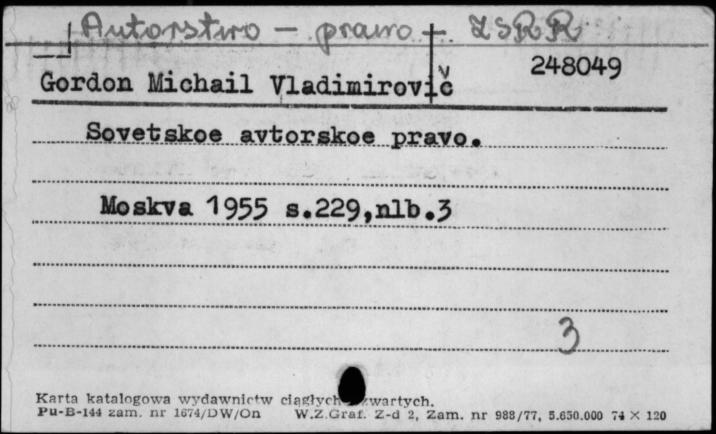 Autorstwo - prawo + ZSRR
248049
Gordon Michail Vladimirovič
Sovetskoe avtorskoe pravo.
Moskva 1955 s.229,nlb.3
3
Karta katalogowa wydawnictw ciągłych zwartych.
Pu-B-144 zam. nr 1674/DW/On W.Z.Graf. Z-d 2, Zam. nr 988/77, 5.650.000 74 × 120